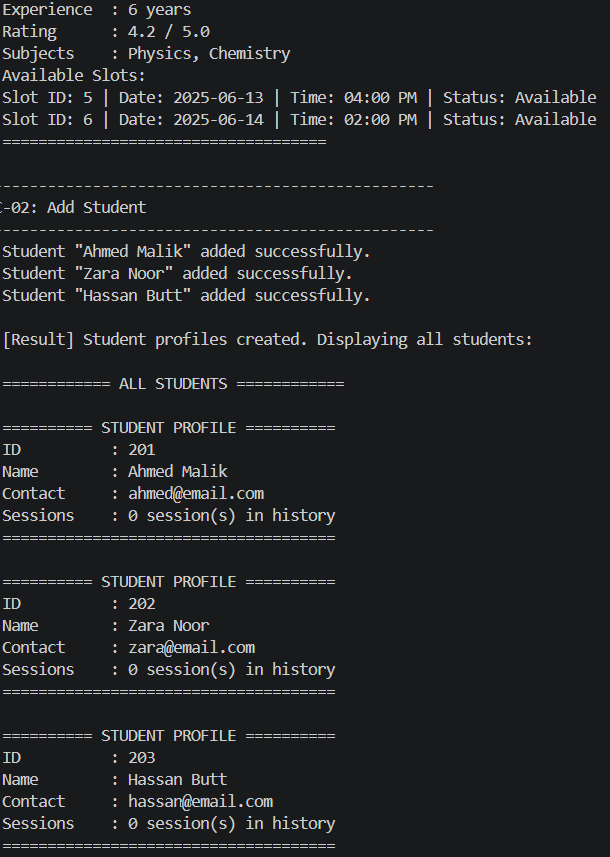 Experience  : 6 years
Rating      : 4.2 / 5.0
Subjects    : Physics, Chemistry
Available Slots:
Slot ID: 5 | Date: 2025-06-13 | Time: 04:00 PM | Status: Available
Slot ID: 6 | Date: 2025-06-14 | Time: 02:00 PM | Status: Available
====================================
------------------------------------------------
C-02: Add Student
------------------------------------------------
Student "Ahmed Malik" added successfully.
Student "Zara Noor" added successfully.
Student "Hassan Butt" added successfully.
[Result] Student profiles created. Displaying all students:
============ ALL STUDENTS ============
========== STUDENT PROFILE ==========
ID          : 201
Name        : Ahmed Malik
Contact     : ahmed@email.com
Sessions    : 0 session(s) in history
=====================================
========== STUDENT PROFILE ==========
ID          : 202
Name        : Zara Noor
Contact     : zara@email.com
Sessions    : 0 session(s) in history
=====================================
========== STUDENT PROFILE ==========
ID          : 203
Name        : Hassan Butt
Contact     : hassan@email.com
Sessions    : 0 session(s) in history
=====================================